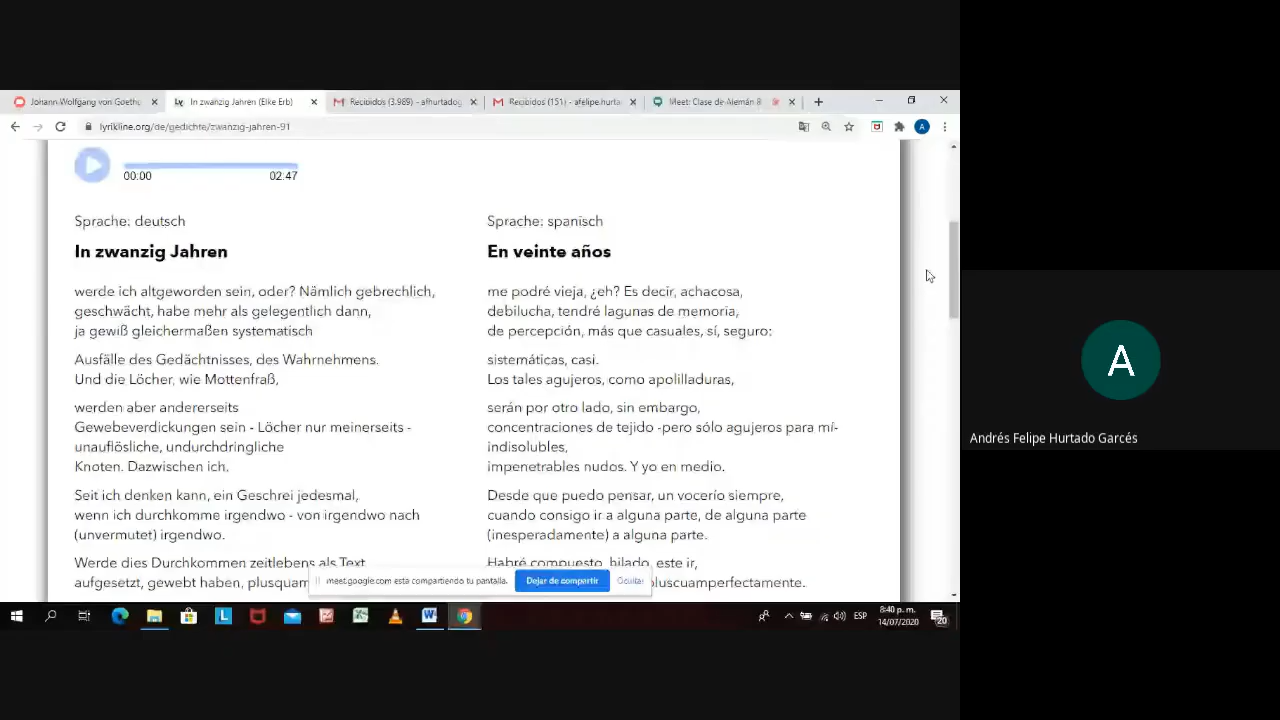 Johann Wolfgang von Goethe
In zwanzig Jahren (Elke Erb)
Recibidos (3.989) - afhurtadog
Recibidos (151) - afelipe.hurta
Meet: Clase de Alemán 8
lyrikline.org/de/gedichte/zwanzig-jahren-91
A
00:00
02:47
Sprache: deutsch
In zwanzig Jahren
werde ich altgeworden sein, oder? Nämlich gebrechlich,
geschwächt, habe mehr als gelegentlich dann,
ja gewiß gleichermaßen systematisch
Ausfälle des Gedächtnisses, des Wahrnehmens.
Und die Löcher, wie Mottenfraß,
werden aber andererseits
Gewebeverdickungen sein - Löcher nur meinerseits -
unauflösliche, undurchdringliche
Knoten. Dazwischen ich.
Seit ich denken kann, ein Geschrei jedesmal,
wenn ich durchkomme irgendwo - von irgendwo nach
(unvermutet) irgendwo.
Werde dies Durchkommen zeitlebens als Text
aufgesetzt, gewebt haben, plusquam
Sprache: spanisch
En veinte años
me podré vieja, ¿eh? Es decir, achacosa,
debilucha, tendré lagunas de memoria,
de percepción, más que casuales, sí, seguro:
sistemáticas, casi.
Los tales agujeros, como apolilladuras,
serán por otro lado, sin embargo,
concentraciones de tejido -pero sólo agujeros para mí-
indisolubles,
impenetrables nudos. Y yo en medio.
Desde que puedo pensar, un vocerío siempre,
cuando consigo ir a alguna parte, de alguna parte
(inesperadamente) a alguna parte.
Habré compuesto, hilado, este ir,
pluscuamperfectamente.
meet.google.com está compartiendo tu pantalla.
Dejar de compartir
Ocultar
ESP
8:40 p. m.
14/07/2020
20
A
Andrés Felipe Hurtado Garcés